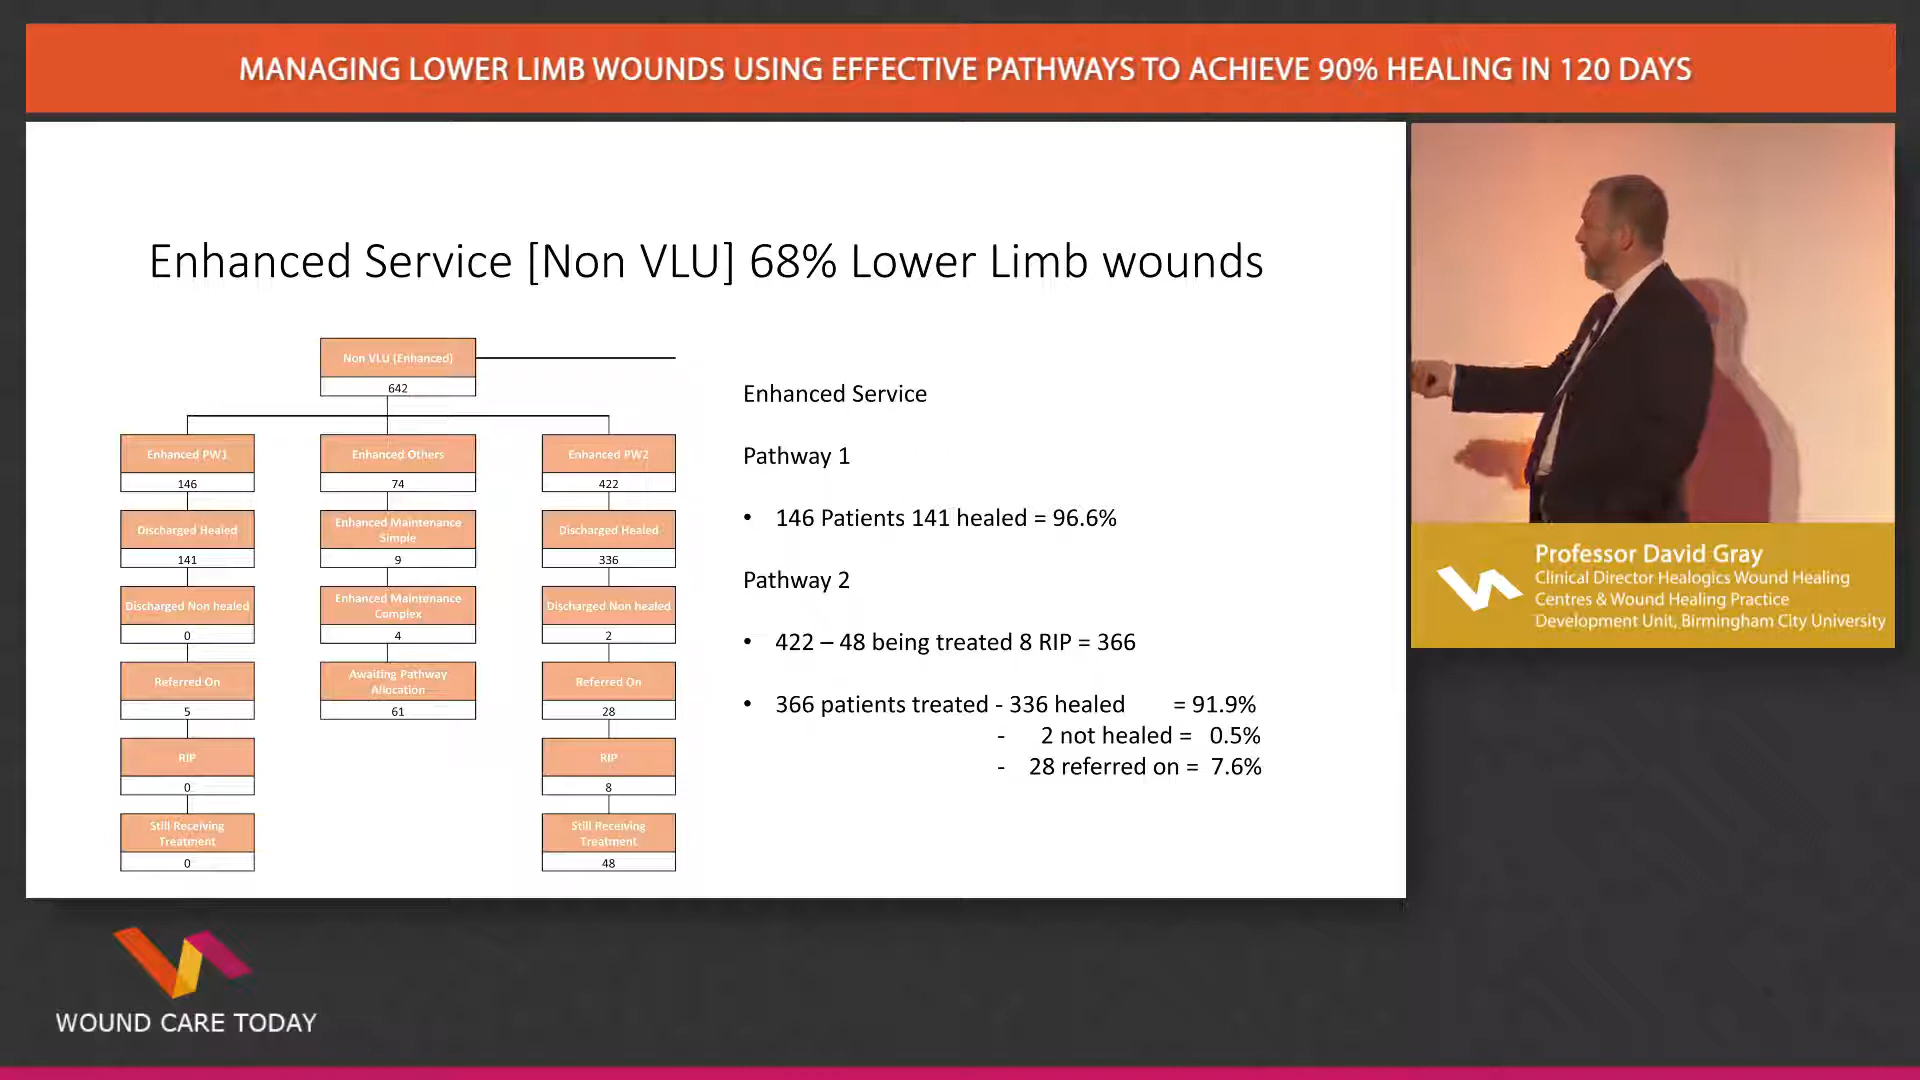 MANAGING LOWER LIMB WOUNDS USING EFFECTIVE PATHWAYS TO ACHIEVE 90% HEALING IN 120 DAYS
Enhanced Service [Non VLU] 68% Lower Limb wounds
Non VLU (Enhanced)
642
Enhanced PW1
146
Discharged Healed
141
Discharged Non healed
0
Referred On
5
RIP
0
Still Receiving
Treatment
0
Enhanced Others
74
Enhanced Maintenance
Simple
9
Enhanced Maintenance
Complex
4
Awaiting Pathway
Allocation
61
Enhanced PW2
422
Discharged Healed
336
Discharged Non healed
2
Referred On
28
RIP
8
Still Receiving
Treatment
48
Enhanced Service
Pathway 1
• 146 Patients 141 healed = 96.6%
Pathway 2
• 422 – 48 being treated 8 RIP = 366
• 366 patients treated - 336 healed = 91.9%
- 2 not healed = 0.5%
- 28 referred on = 7.6%
Professor David Gray
Clinical Director Healogics Wound Healing
Centres & Wound Healing Practice
Development Unit, Birmingham City University
WOUND CARE TODAY